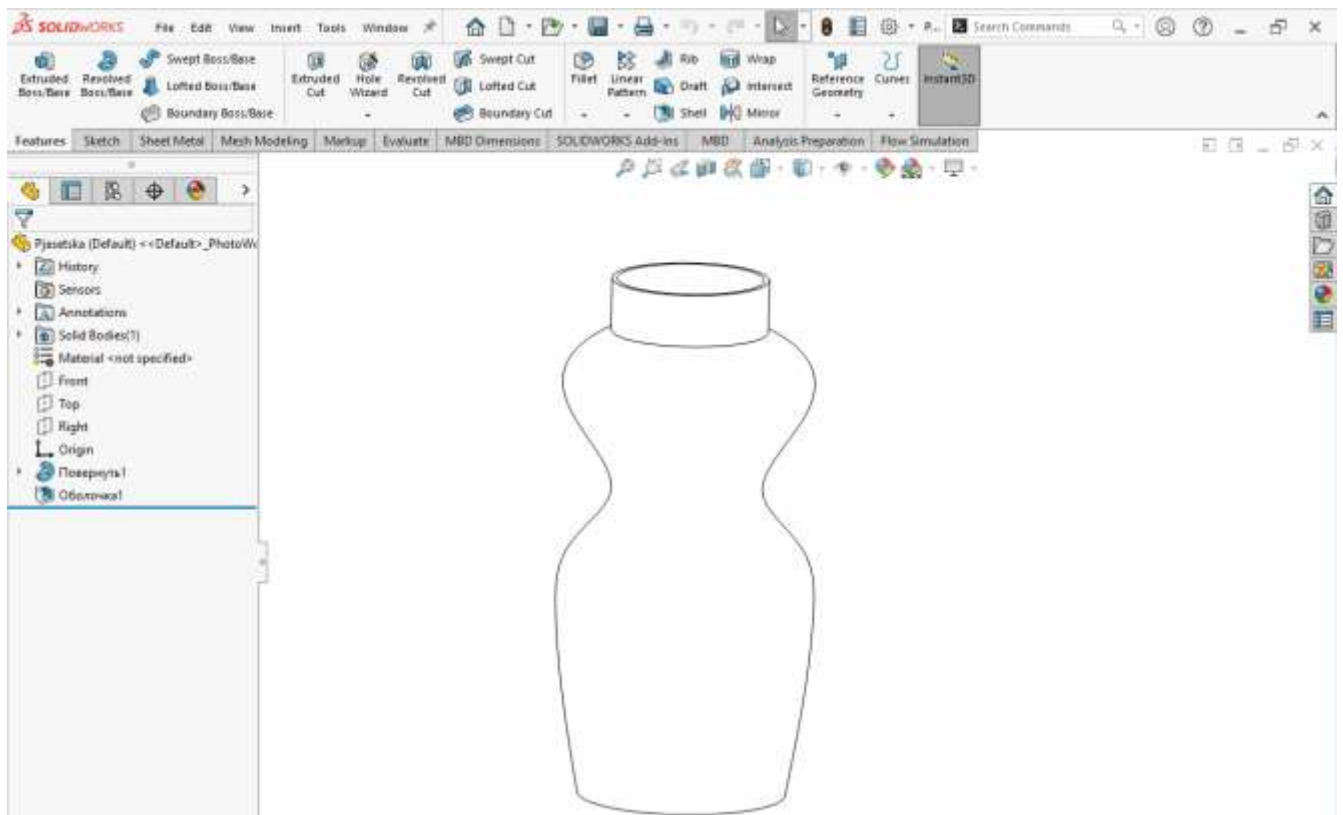 SOLIDWORKS File Edit View Insert Tools Window P... Search Commands
Extruded Boss/Base
Revolved Boss/Base
Swept Boss/Base
Lofted Boss/Base
Boundary Boss/Base
Extruded Cut
Hole Wizard
Revolved Cut
Swept Cut
Lofted Cut
Boundary Cut
Fillet
Linear Pattern
Rib
Draft
Shell
Wrap
Intersect
Mirror
Reference Geometry
Curves
Instant3D
Features Sketch Sheet Metal Mesh Modeling Markup Evaluate MBD Dimensions SOLIDWORKS Add-Ins MBD Analysis Preparation Flow Simulation
Pjasetska (Default) <<Default>_PhotoW
History
Sensors
Annotations
Solid Bodies(1)
Material <not specified>
Front
Top
Right
Origin
Повернуть1
Оболочка1